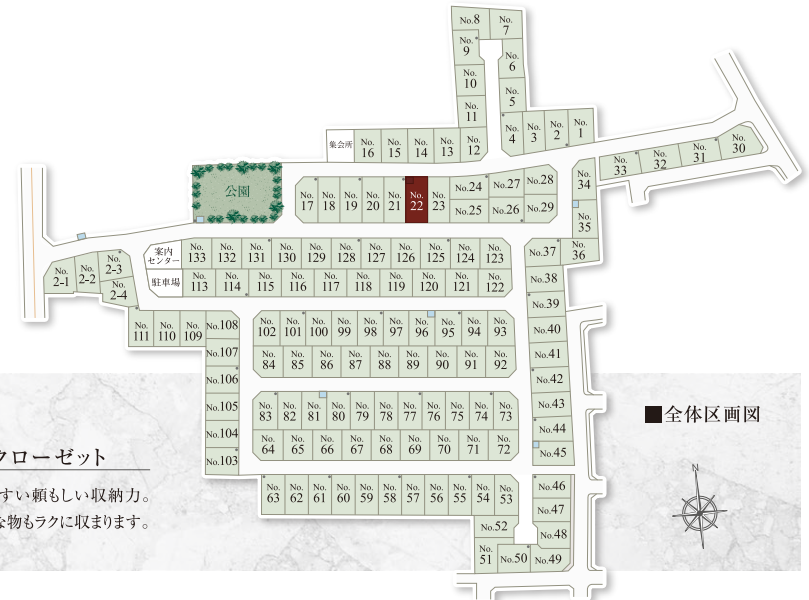 No.8
No.
7
No.
9
No.
6
No.
10
No.
5
No.
11
No.
4
No.
3
No.
2
No.
1
集会所
No.
16
No.
15
No.
14
No.
13
No.
12
No.
33
No.
32
No.
31
No.
30
公園
No.
17
No.
18
No.
19
No.
20
No.
21
No.
22
No.
23
No.24
No.27
No.28
No.25
No.26
No.29
No.
34
No.
35
No.
36
No.37
案内
センター
No.
133
No.
132
No.
131
No.
130
No.
129
No.
128
No.
127
No.
126
No.
125
No.
124
No.
123
駐車場
No.
113
No.
114
No.
115
No.
116
No.
117
No.
118
No.
119
No.
120
No.
121
No.
122
No.
2-1
No.
2-2
No.
2-3
No.
2-4
No.38
No.39
No.40
No.41
No.42
No.43
No.44
No.45
No.
111
No.
110
No.
109
No.108
No.107
No.106
No.105
No.104
No.103
No.
102
No.
101
No.
100
No.
99
No.
98
No.
97
No.
96
No.
95
No.
94
No.
93
No.
84
No.
85
No.
86
No.
87
No.
88
No.
89
No.
90
No.
91
No.
92
No.
83
No.
82
No.
81
No.
80
No.
79
No.
78
No.
77
No.
76
No.
75
No.
74
No.
73
No.
64
No.
65
No.
66
No.
67
No.
68
No.
69
No.
70
No.
71
No.
72
No.
63
No.
62
No.
61
No.
60
No.
59
No.
58
No.
57
No.
56
No.
55
No.
54
No.
53
No.46
No.47
No.48
No.49
No.52
No.
51
No.50
■全体区画図
N
クローゼット
すい頼もしい収納力。
な物もラクに収まります。